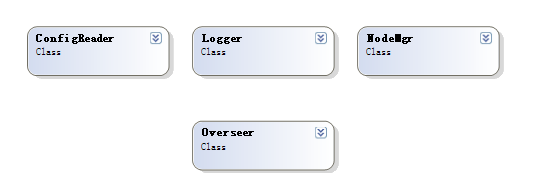 ConfigReader
Class
Logger
Class
NodeMgr
Class
Overseer
Class